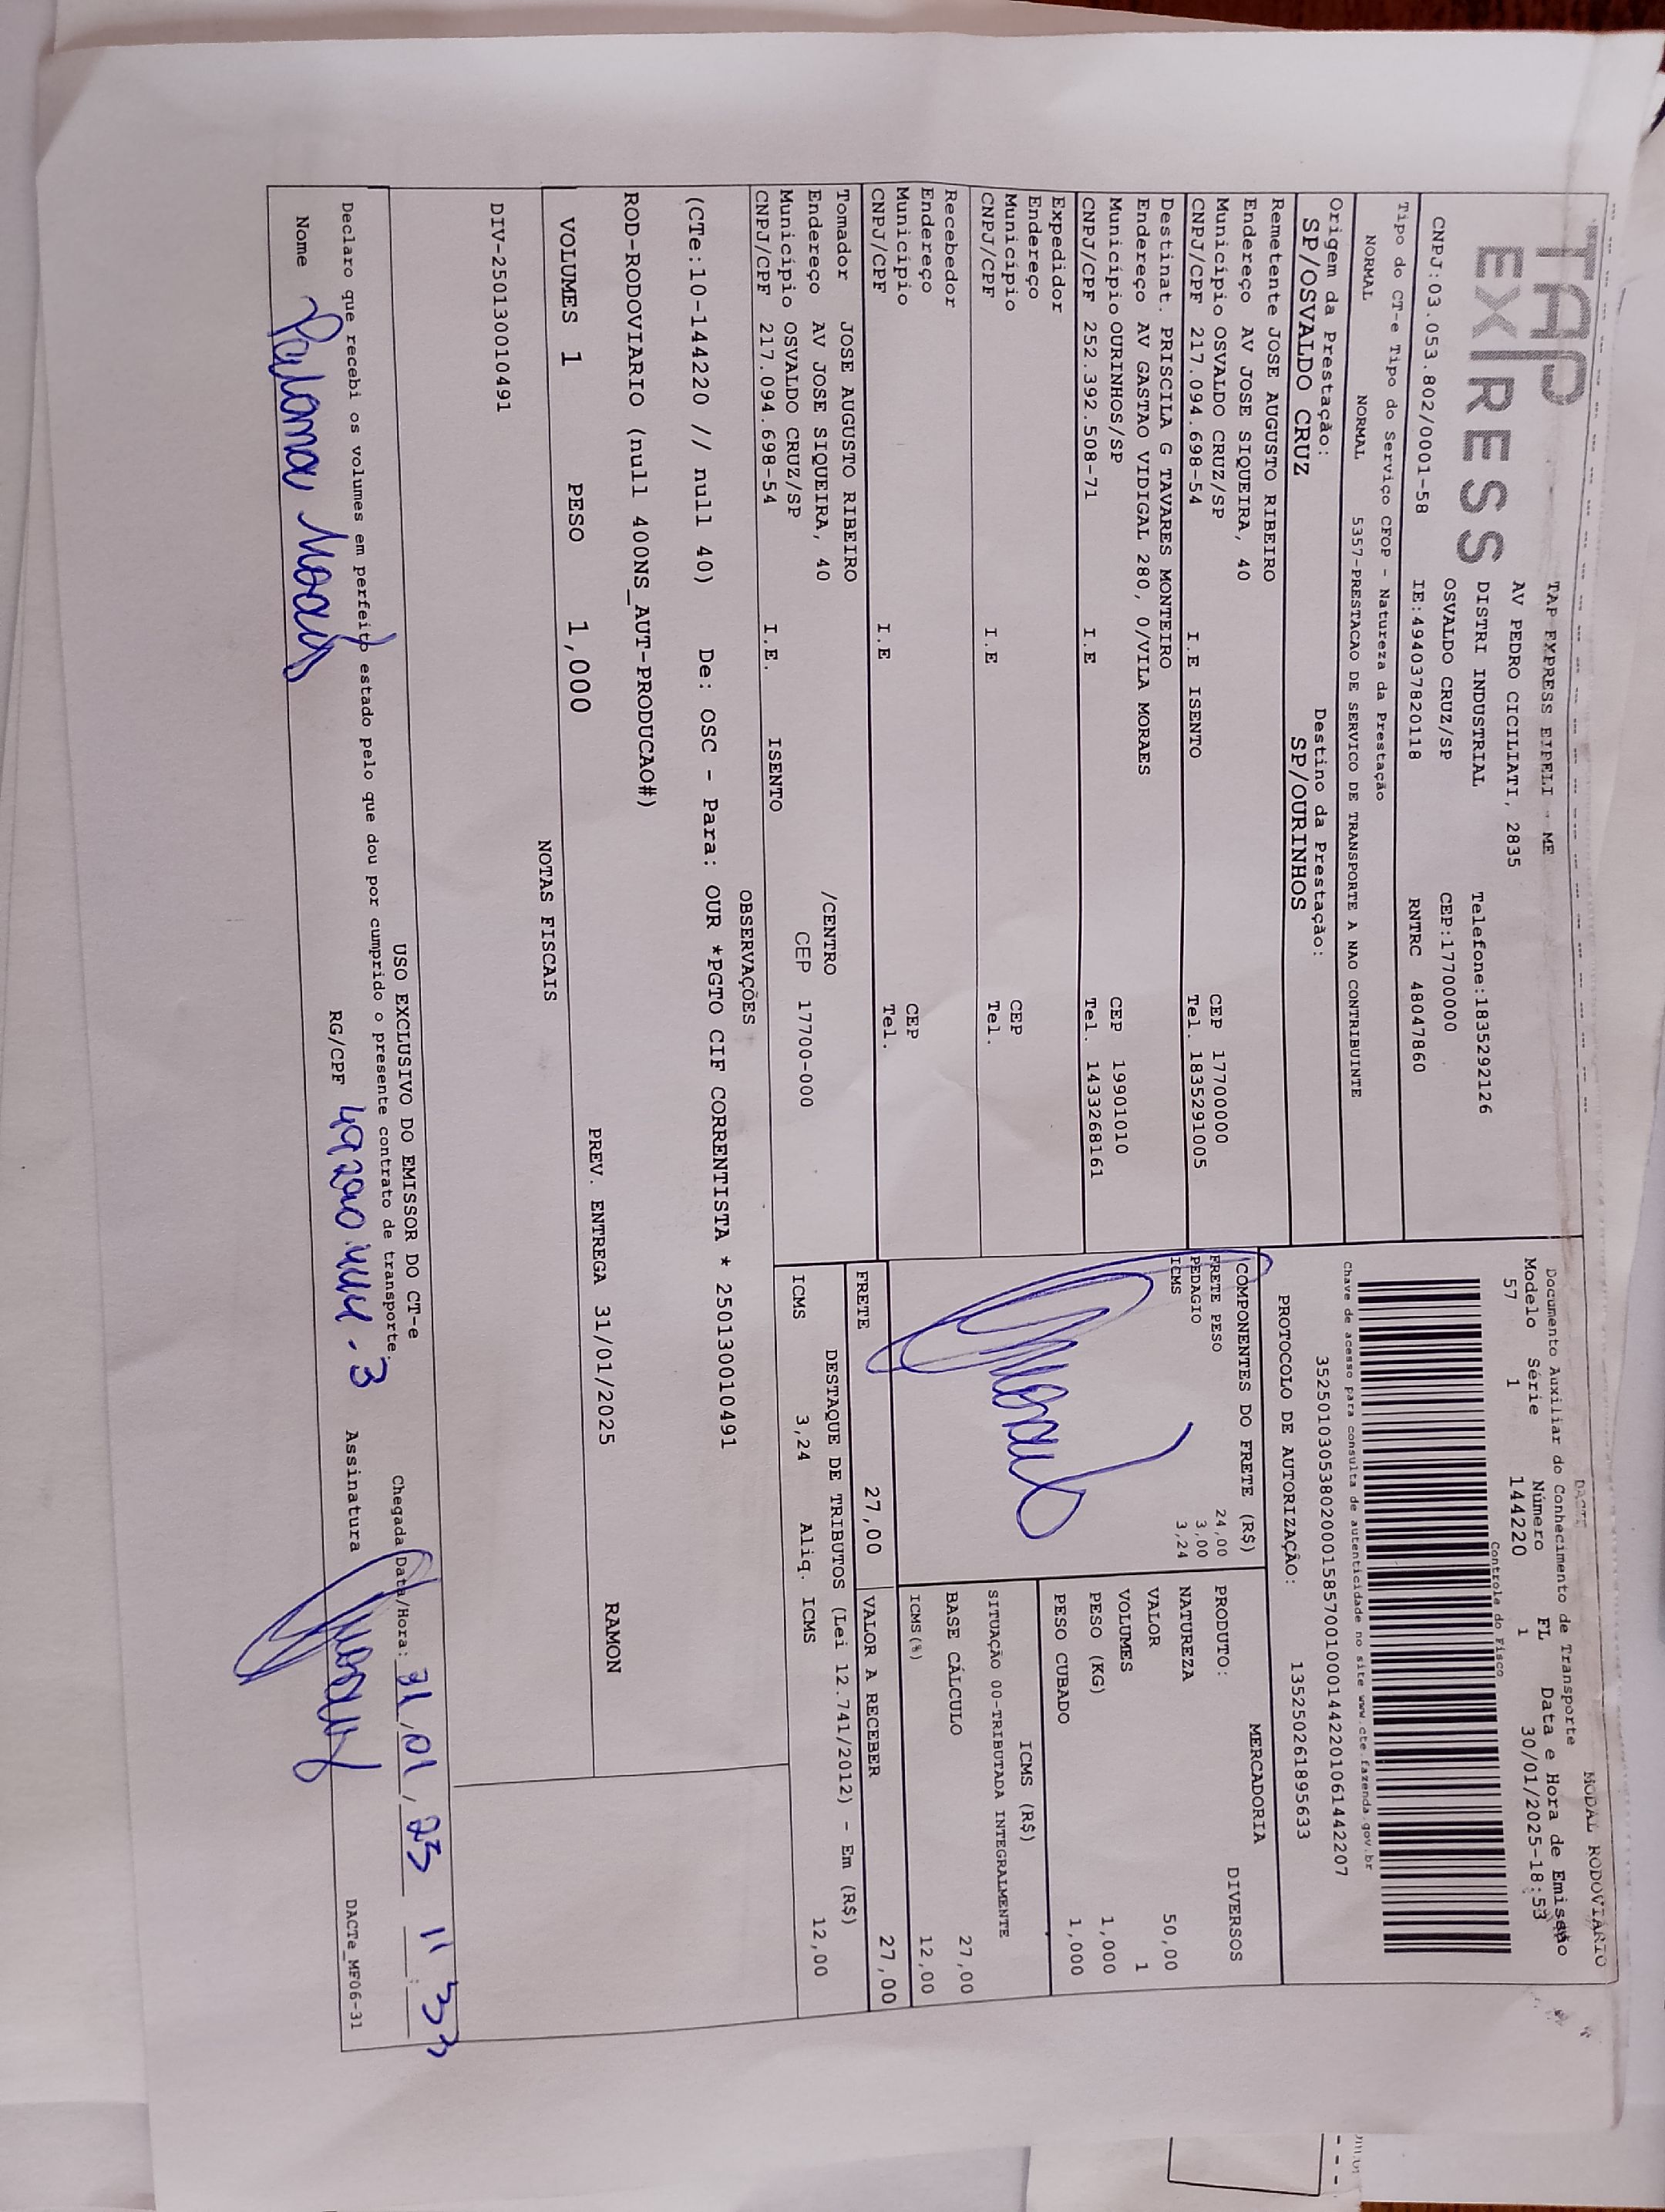 MODAL RODOVIÁRIO
TAP
EXPRESS
TAP EXPRESS EIRELI - ME
AV PEDRO CICILIATI, 2835
DISTRI INDUSTRIAL
Telefone:1835292126
OSVALDO CRUZ/SP
CEP:17700000
CNPJ:03.053.802/0001-58
IE:494037820118
RNTRC 48047860
DACTE
Documento Auxiliar do Conhecimento de Transporte
Modelo Série Número FL Data e Hora de Emissão
57 1 144220 1 30/01/2025-18:53
Controle do Fisco
Tipo do CT-e Tipo do Serviço CFOP - Natureza da Prestação
NORMAL NORMAL 5357-PRESTACAO DE SERVICO DE TRANSPORTE A NAO CONTRIBUINTE
Chave de acesso para consulta de autenticidade no site www.cte.fazenda.gov.br
35250103053802000158570010001442201061442207
Origem da Prestação:
SP/OSVALDO CRUZ
Destino da Prestação:
SP/OURINHOS
PROTOCOLO DE AUTORIZAÇÃO: 135250261895633
Remetente JOSE AUGUSTO RIBEIRO
Endereço AV JOSE SIQUEIRA, 40
Município OSVALDO CRUZ/SP CEP 17700000
CNPJ/CPF 217.094.698-54 I.E ISENTO Tel. 1835291005
Destinat. PRISCILA G TAVARES MONTEIRO
Endereço AV GASTAO VIDIGAL 280, 0/VILA MORAES
Município OURINHOS/SP CEP 19901010
CNPJ/CPF 252.392.508-71 I.E Tel. 1433268161
Expedidor
Endereço
Município CEP
CNPJ/CPF I.E Tel.
Recebedor
Endereço
Município CEP
CNPJ/CPF I.E Tel.
Tomador JOSE AUGUSTO RIBEIRO
Endereço AV JOSE SIQUEIRA, 40 /CENTRO
Município OSVALDO CRUZ/SP CEP 17700-000
CNPJ/CPF 217.094.698-54 I.E. ISENTO
COMPONENTES DO FRETE (R$)
FRETE PESO 24,00
PEDAGIO 3,00
ICMS 3,24
MERCADORIA
PRODUTO: DIVERSOS
NATUREZA
VALOR 50,00
VOLUMES 1
PESO (KG) 1,000
PESO CUBADO 1,000
ICMS (R$)
SITUAÇÃO 00-TRIBUTADA INTEGRALMENTE
BASE CÁLCULO 27,00
ICMS(%) 12,00
FRETE 27,00
VALOR A RECEBER 27,00
DESTAQUE DE TRIBUTOS (Lei 12.741/2012) - Em (R$)
ICMS 3,24 Aliq. ICMS 12,00
OBSERVAÇÕES
(CTe:10-144220 // null 40) De: OSC - Para: OUR *PGTO CIF CORRENTISTA * 250130010491
ROD-RODOVIARIO (null 400NS_AUT-PRODUCAO#)
VOLUMES 1 PESO 1,000 PREV. ENTREGA 31/01/2025 RAMON
NOTAS FISCAIS
DIV-250130010491
USO EXCLUSIVO DO EMISSOR DO CT-e
Declaro que recebi os volumes em perfeito estado pelo que dou por cumprido o presente contrato de transporte.
Chegada Data/Hora: 31/01/25 11:33
Nome Paloma RG/CPF Assinatura
DACTe_MF06-31